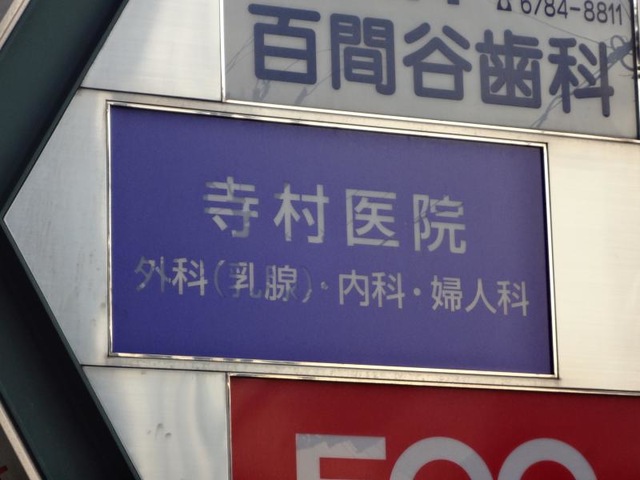 ☎6784-8811
百間谷歯科
寺村医院
外科(乳腺)・内科・婦人科